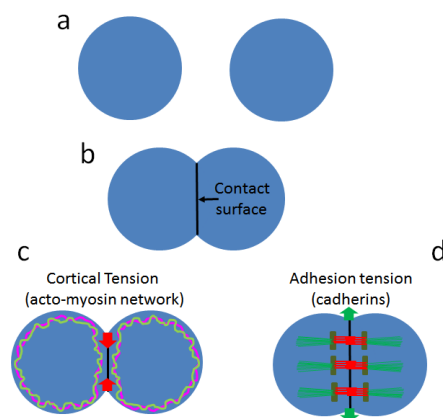 a
b
Contact
surface
c
Cortical Tension
(acto-myosin network)
d
Adhesion tension
(cadherins)